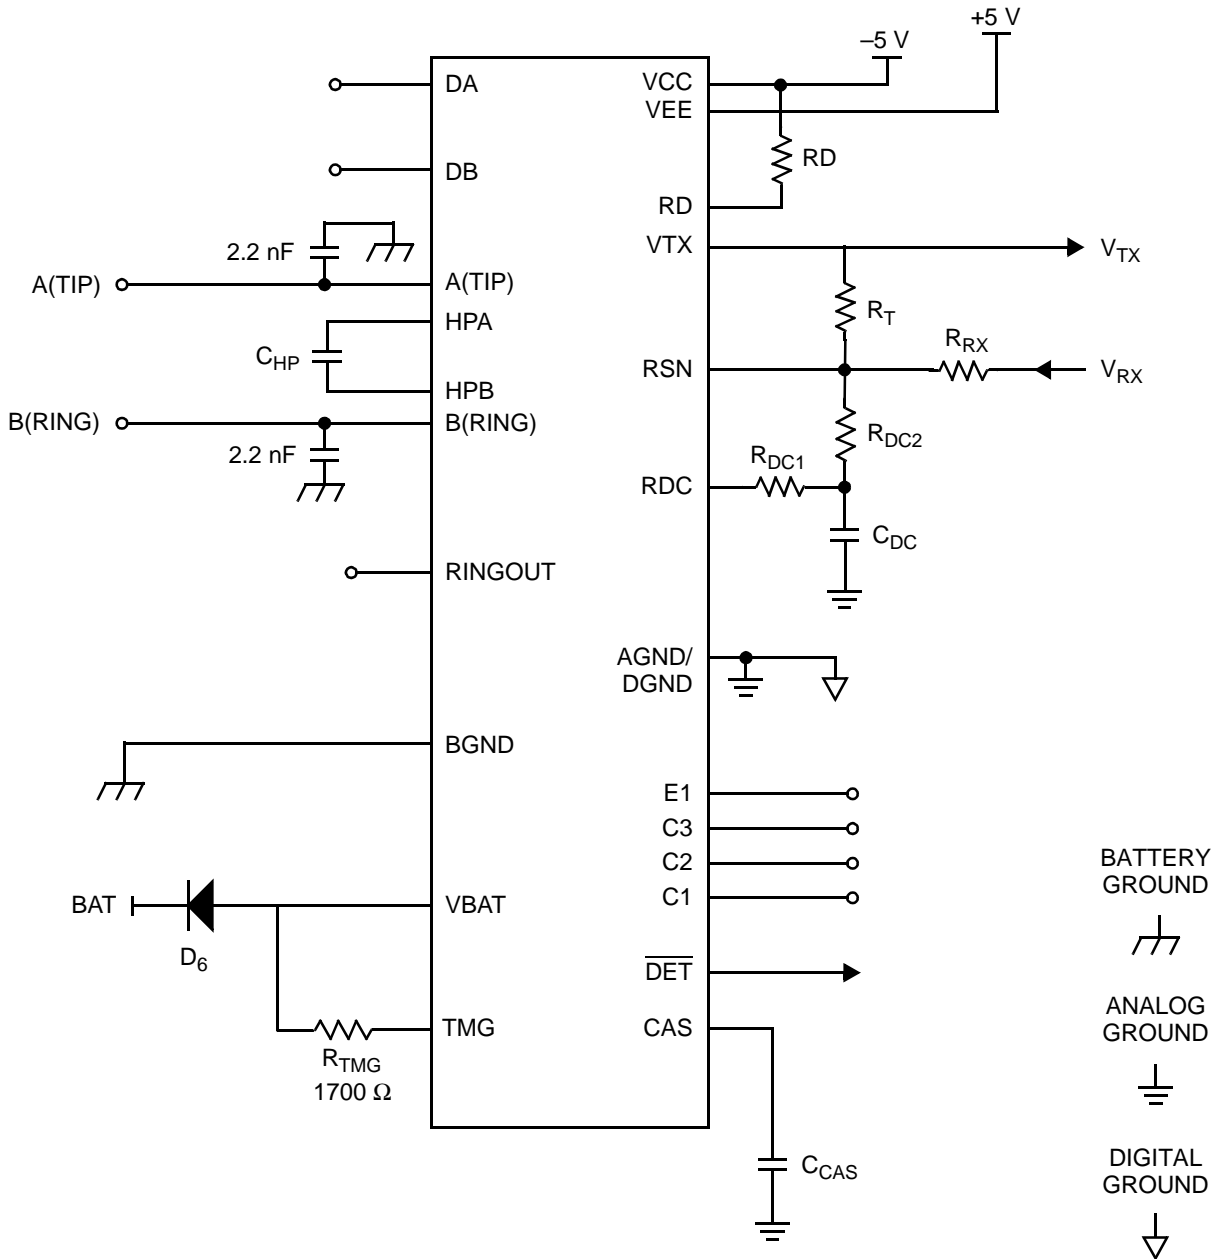 +5 V
–5 V
DA
VCC
VEE
RD
DB
RD
VTX
V_TX
2.2 nF
A(TIP)
A(TIP)
R_T
HPA
C_HP
R_RX
RSN
V_RX
HPB
B(RING)
B(RING)
R_DC2
2.2 nF
R_DC1
RDC
C_DC
RINGOUT
AGND/
DGND
BGND
E1
C3
C2
C1
BATTERY
GROUND
BAT
VBAT
D_6
DET
ANALOG
GROUND
TMG
CAS
R_TMG
1700 Ω
C_CAS
DIGITAL
GROUND